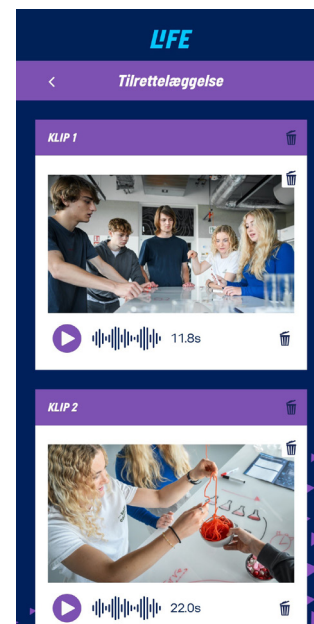 LIFE
Tilrettelæggelse
KLIP 1
11.8s
KLIP 2
22.0s